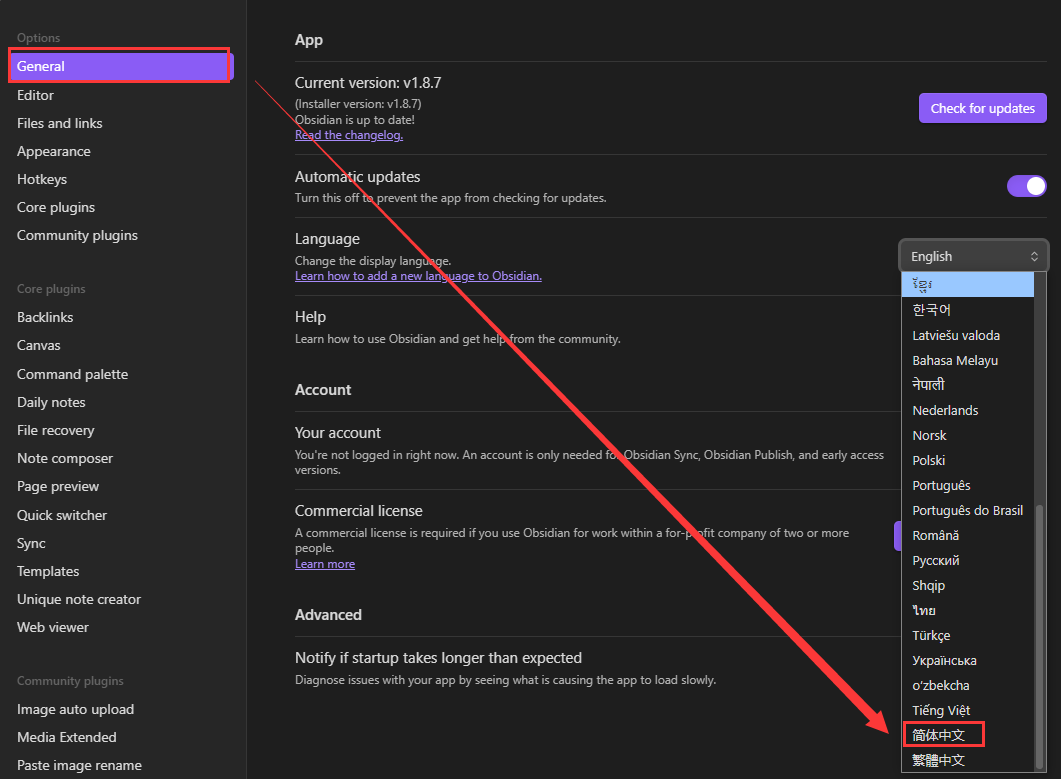 Options
General
Editor
Files and links
Appearance
Hotkeys
Core plugins
Community plugins
Core plugins
Backlinks
Canvas
Command palette
Daily notes
File recovery
Note composer
Page preview
Quick switcher
Sync
Templates
Unique note creator
Web viewer
Community plugins
Image auto upload
Media Extended
Paste image rename
App
Current version: v1.8.7
(Installer version: v1.8.7)
Obsidian is up to date!
Read the changelog.
Check for updates
Automatic updates
Turn this off to prevent the app from checking for updates.
Language
Change the display language.
Learn how to add a new language to Obsidian.
English
Help
Learn how to use Obsidian and get help from the community.
Account
Your account
You're not logged in right now. An account is only needed for Obsidian Sync, Obsidian Publish, and early access
versions.
Commercial license
A commercial license is required if you use Obsidian for work within a for-profit company of two or more
people.
Learn more
Advanced
Notify if startup takes longer than expected
Diagnose issues with your app by seeing what is causing the app to load slowly.
ខ្មែរ
한국어
Latviešu valoda
Bahasa Melayu
नेपाली
Nederlands
Norsk
Polski
Português
Português do Brasil
Română
Русский
Shqip
ไทย
Türkçe
Українська
oʻzbekcha
Tiếng Việt
简体中文
繁體中文